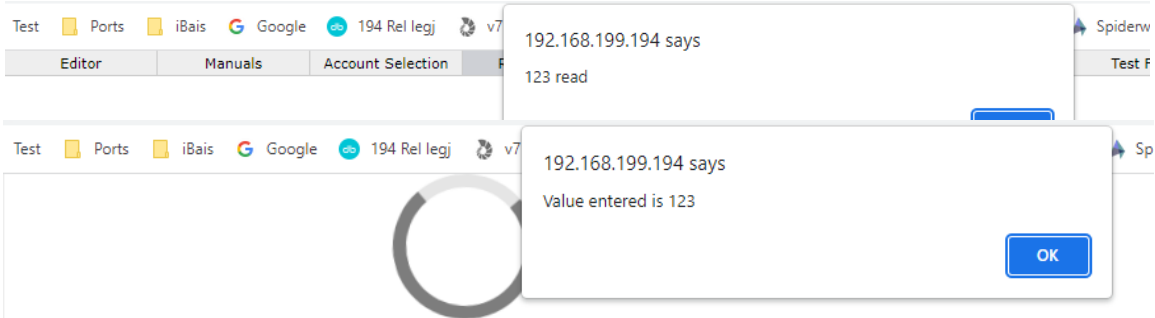 Test Ports iBais Google 194 Rel legj v7 Spiderw
192.168.199.194 says
Editor Manuals Account Selection Test F
123 read
Test Ports iBais Google 194 Rel legj v7 Sp
192.168.199.194 says
Value entered is 123
OK